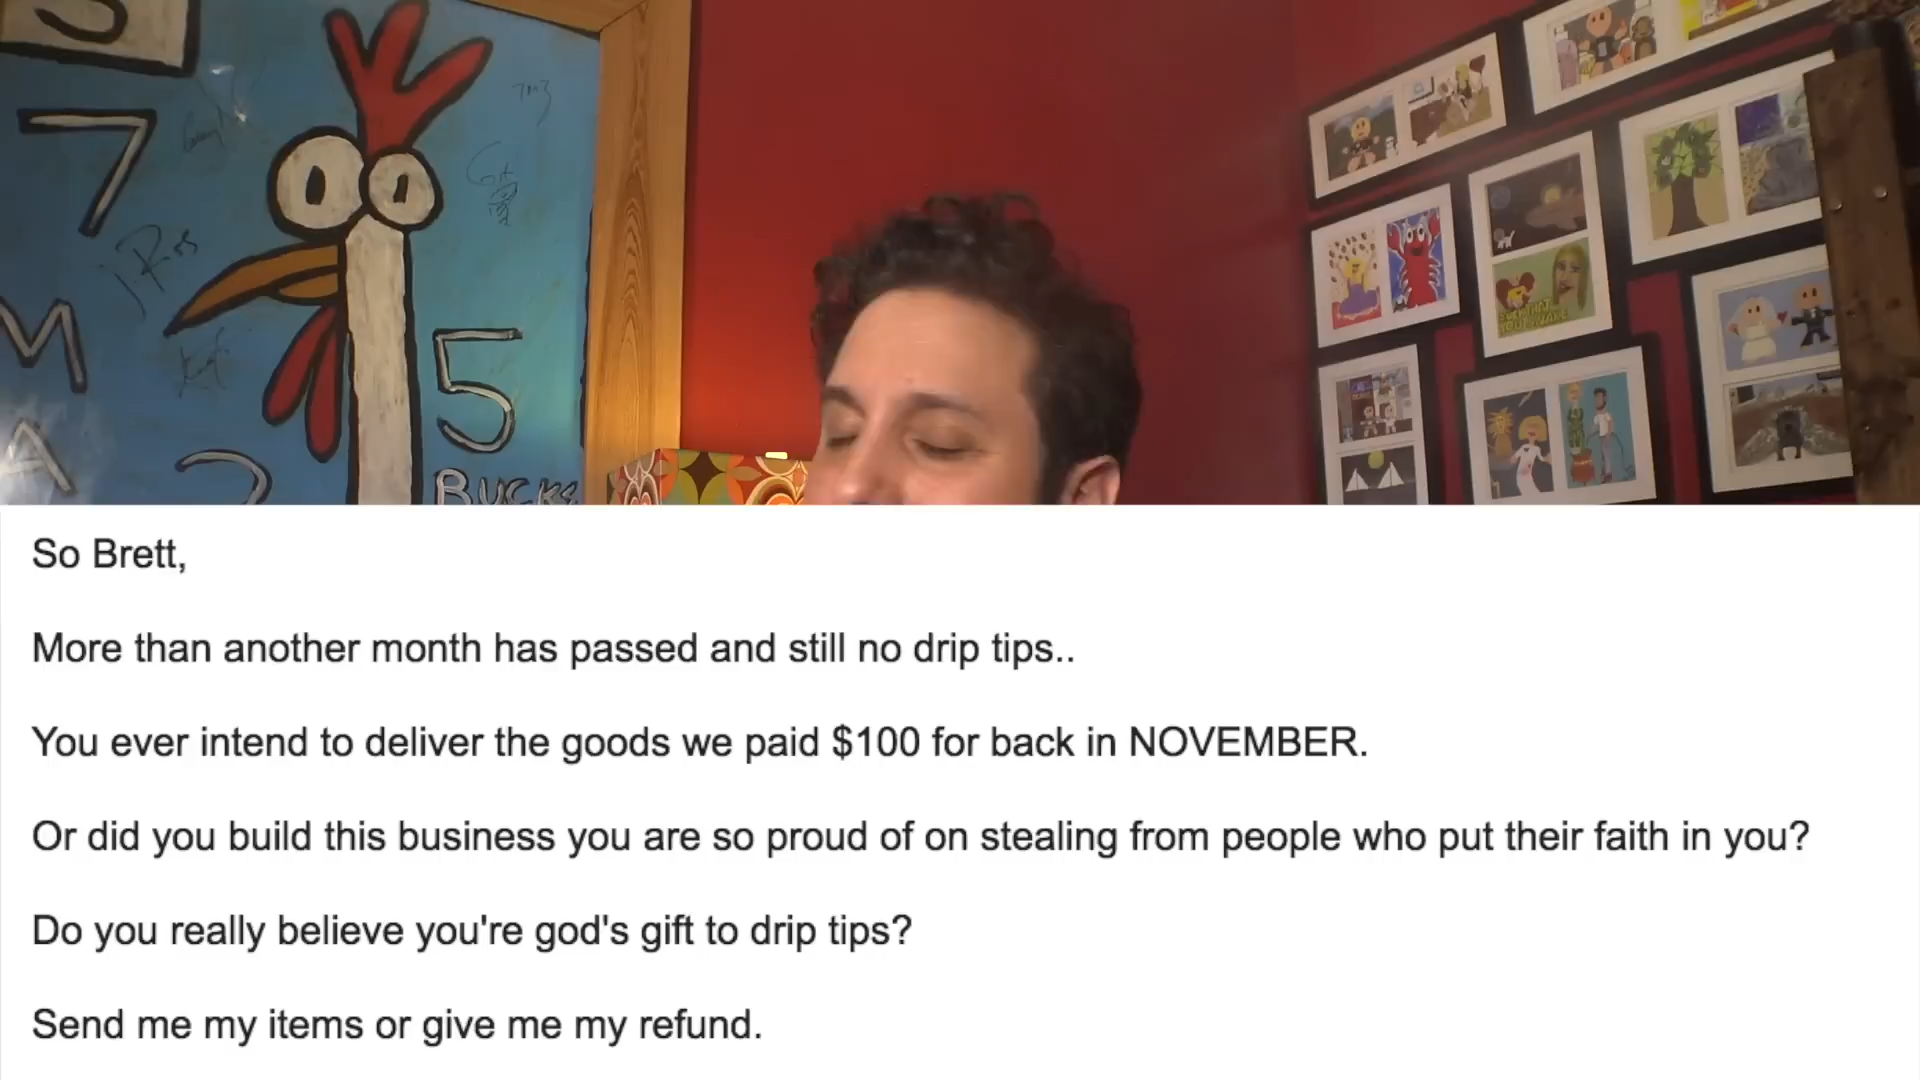 S
7
7m3
J.Ros
M
5
A
2
BUCKS
So Brett,
More than another month has passed and still no drip tips..
You ever intend to deliver the goods we paid $100 for back in NOVEMBER.
Or did you build this business you are so proud of on stealing from people who put their faith in you?
Do you really believe you're god's gift to drip tips?
Send me my items or give me my refund.